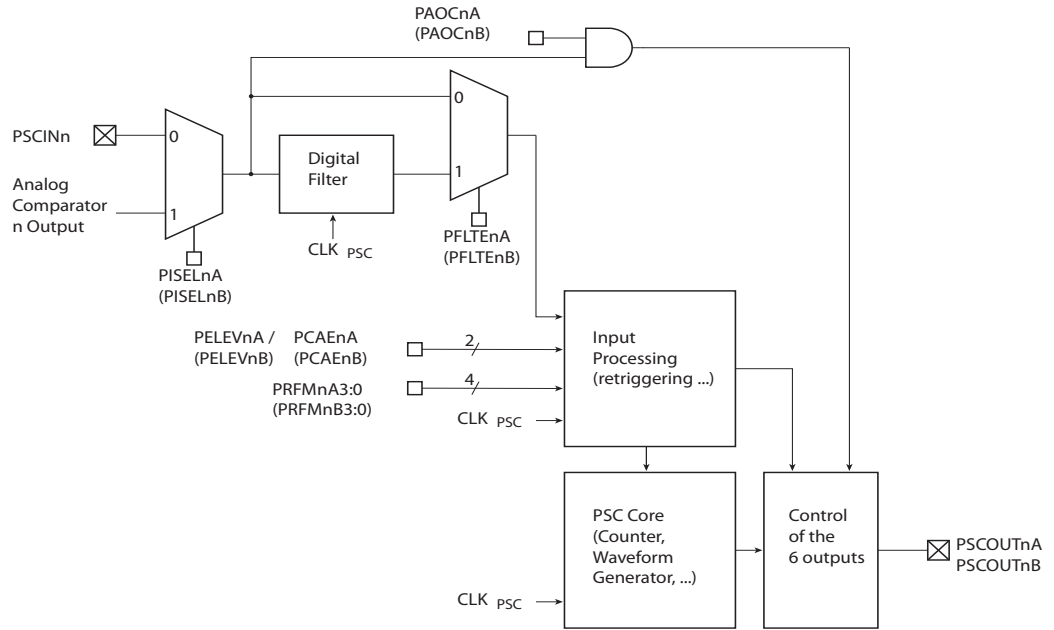 PAOCnA
(PAOCnB)
0
PSCINn
0
Digital
Filter
1
Analog
Comparator
n Output
1
CLK PSC
PFLTEnA
(PFLTEnB)
PISELnA
(PISELnB)
PELEVnA / PCAEnA
(PELEVnB) (PCAEnB)
2
Input
Processing
(retriggering ...)
PRFMnA3:0
(PRFMnB3:0)
4
CLK PSC
PSC Core
(Counter,
Waveform
Generator, ...)
Control
of the
6 outputs
PSCOUTnA
PSCOUTnB
CLK PSC